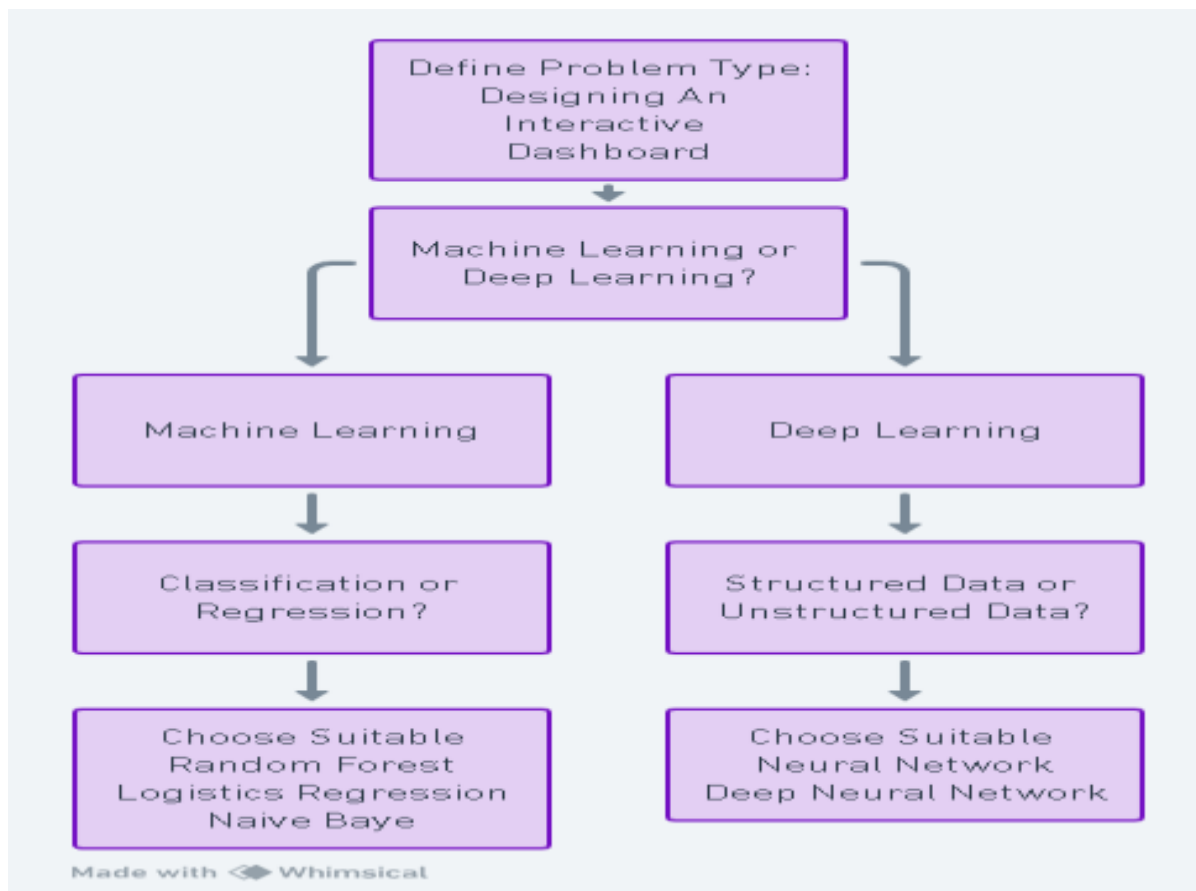 Define Problem Type:
Designing An
Interactive
Dashboard
Machine Learning or
Deep Learning?
Machine Learning
Deep Learning
Classification or
Regression?
Structured Data or
Unstructured Data?
Choose Suitable
Random Forest
Logistics Regression
Naive Baye
Choose Suitable
Neural Network
Deep Neural Network
Made with Whimsical